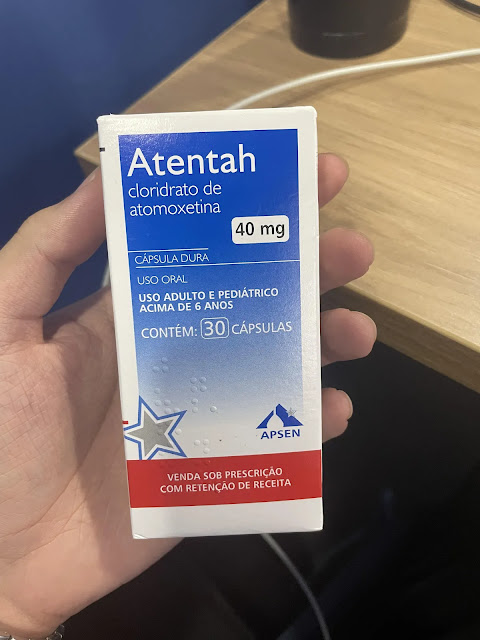 Atentah
cloridrato de
atomoxetina
40 mg
CÁPSULA DURA
USO ORAL
USO ADULTO E PEDIÁTRICO
ACIMA DE 6 ANOS
CONTÉM: 30 CÁPSULAS
APSEN
VENDA SOB PRESCRIÇÃO
COM RETENÇÃO DE RECEITA